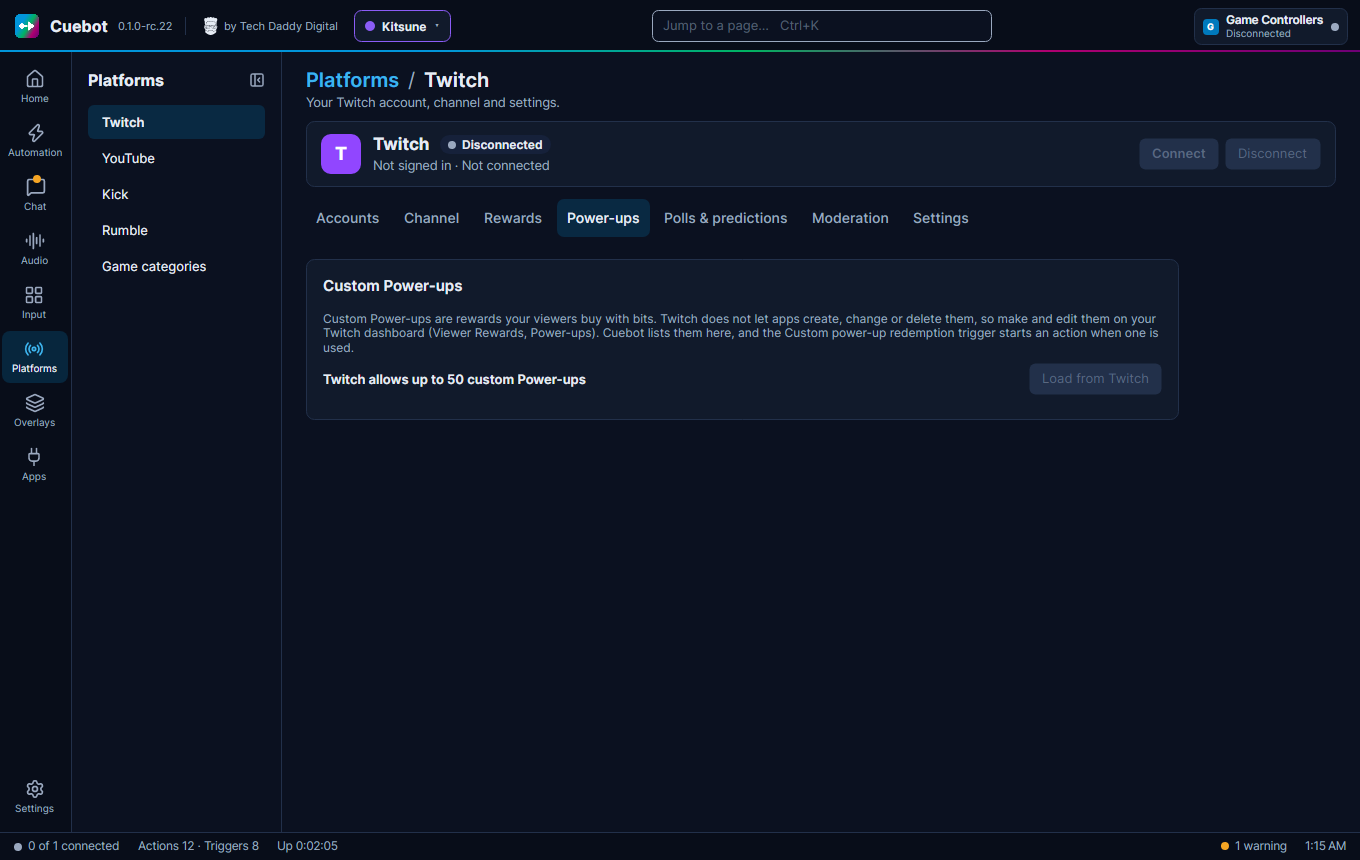 Cuebot 0.1.0-rc.22 by Tech Daddy Digital Kitsune Jump to a page... Ctrl+K Game Controllers
Disconnected
Home
Automation
Chat
Audio
Input
Platforms
Overlays
Apps
Settings
Platforms
Twitch
YouTube
Kick
Rumble
Game categories
Platforms / Twitch
Your Twitch account, channel and settings.
T
Twitch Disconnected
Not signed in · Not connected
Connect Disconnect
Accounts Channel Rewards Power-ups Polls & predictions Moderation Settings
Custom Power-ups
Custom Power-ups are rewards your viewers buy with bits. Twitch does not let apps create, change or delete them, so make and edit them on your
Twitch dashboard (Viewer Rewards, Power-ups). Cuebot lists them here, and the Custom power-up redemption trigger starts an action when one is
used.
Twitch allows up to 50 custom Power-ups Load from Twitch
0 of 1 connected Actions 12 · Triggers 8 Up 0:02:05 1 warning 1:15 AM
G